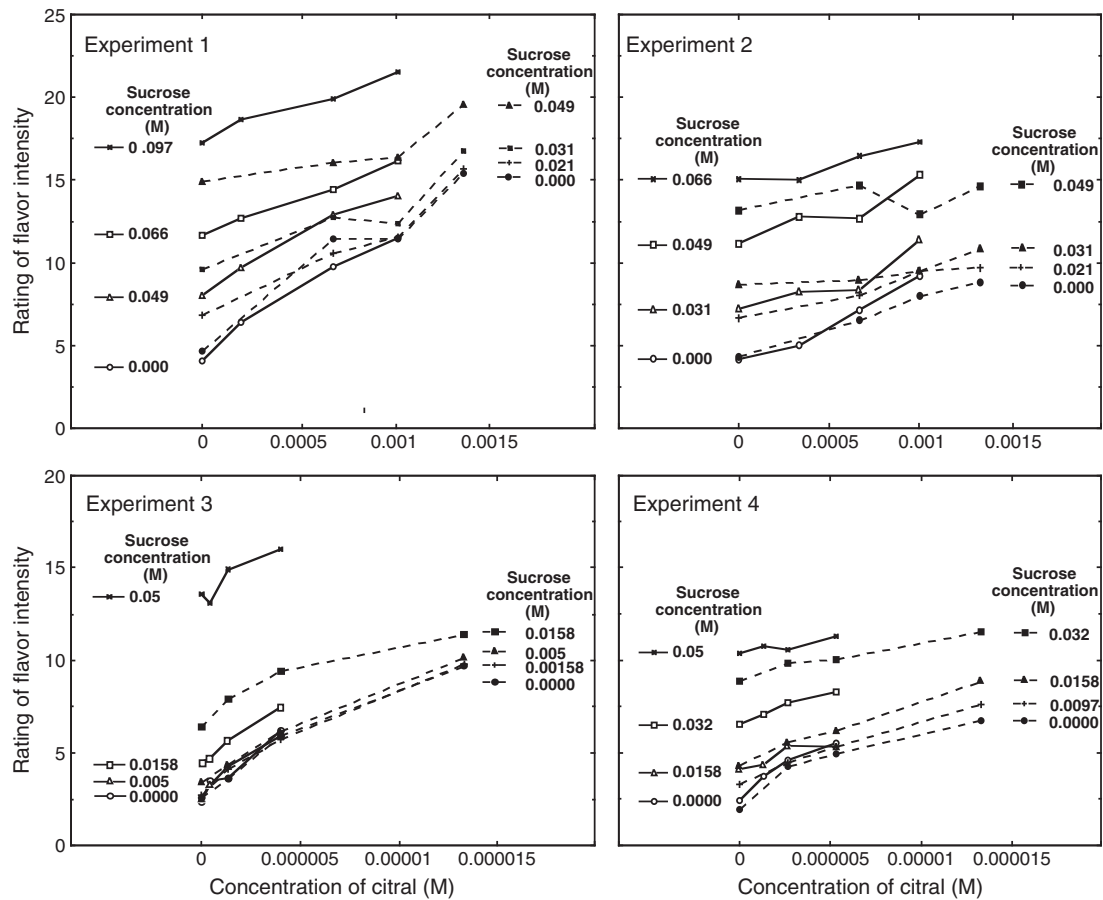 Experiment 1
Rating of flavor intensity
25
20
15
10
5
0
Sucrose
concentration
(M)
0 .097
0.066
0.049
0.000
Sucrose
concentration
(M)
0.049
0.031
0.021
0.000
0
0.0005
0.001
0.0015
Experiment 2
Sucrose
concentration
(M)
0.066
0.049
0.031
0.000
Sucrose
concentration
(M)
0.049
0.031
0.021
0.000
0
0.0005
0.001
0.0015
Experiment 3
Rating of flavor intensity
20
15
10
5
0
Sucrose
concentration
(M)
0.05
0.0158
0.005
0.0000
Sucrose
concentration
(M)
0.0158
0.005
0.00158
0.0000
0
0.000005
0.00001
0.000015
Concentration of citral (M)
Experiment 4
Sucrose
concentration
(M)
0.05
0.032
0.0158
0.0000
Sucrose
concentration
(M)
0.032
0.0158
0.0097
0.0000
0
0.000005
0.00001
0.000015
Concentration of citral (M)